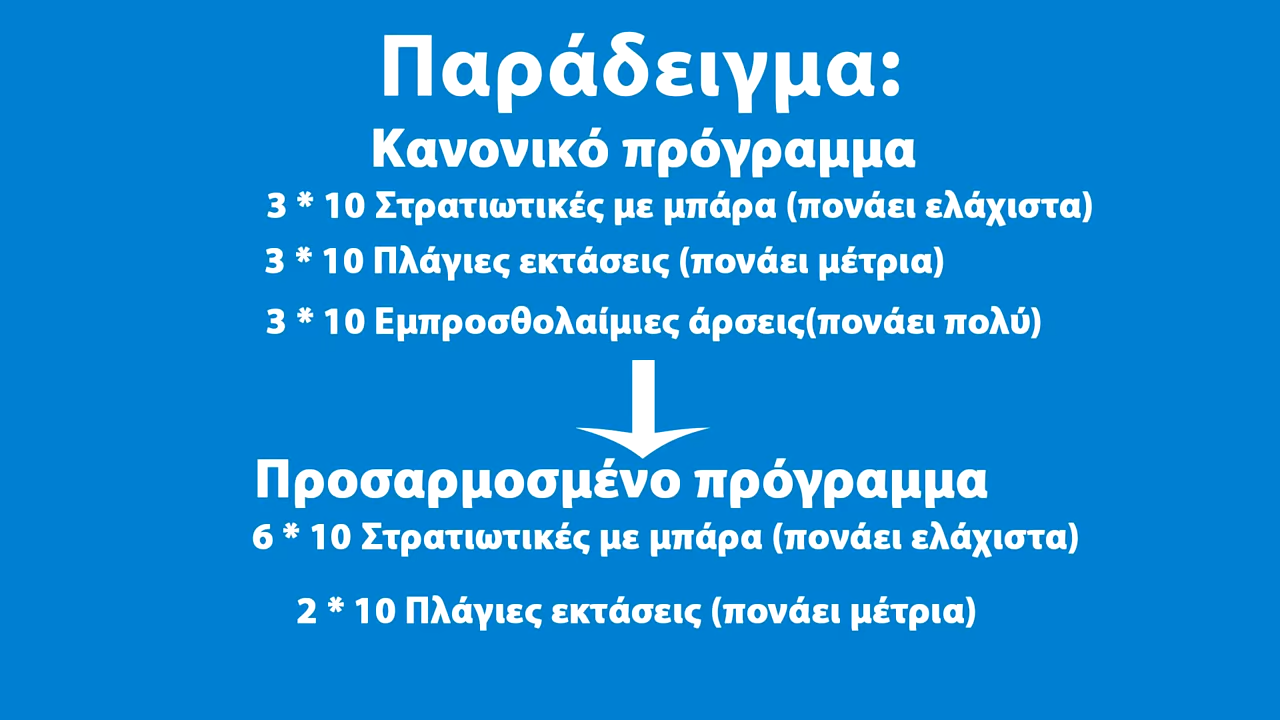 Παράδειγμα:
Κανονικό πρόγραμμα
3 * 10 Στρατιωτικές με μπάρα (πονάει ελάχιστα)
3 * 10 Πλάγιες εκτάσεις (πονάει μέτρια)
3 * 10 Εμπροσθολαίμιες άρσεις(πονάει πολύ)
Προσαρμοσμένο πρόγραμμα
6 * 10 Στρατιωτικές με μπάρα (πονάει ελάχιστα)
2 * 10 Πλάγιες εκτάσεις (πονάει μέτρια)